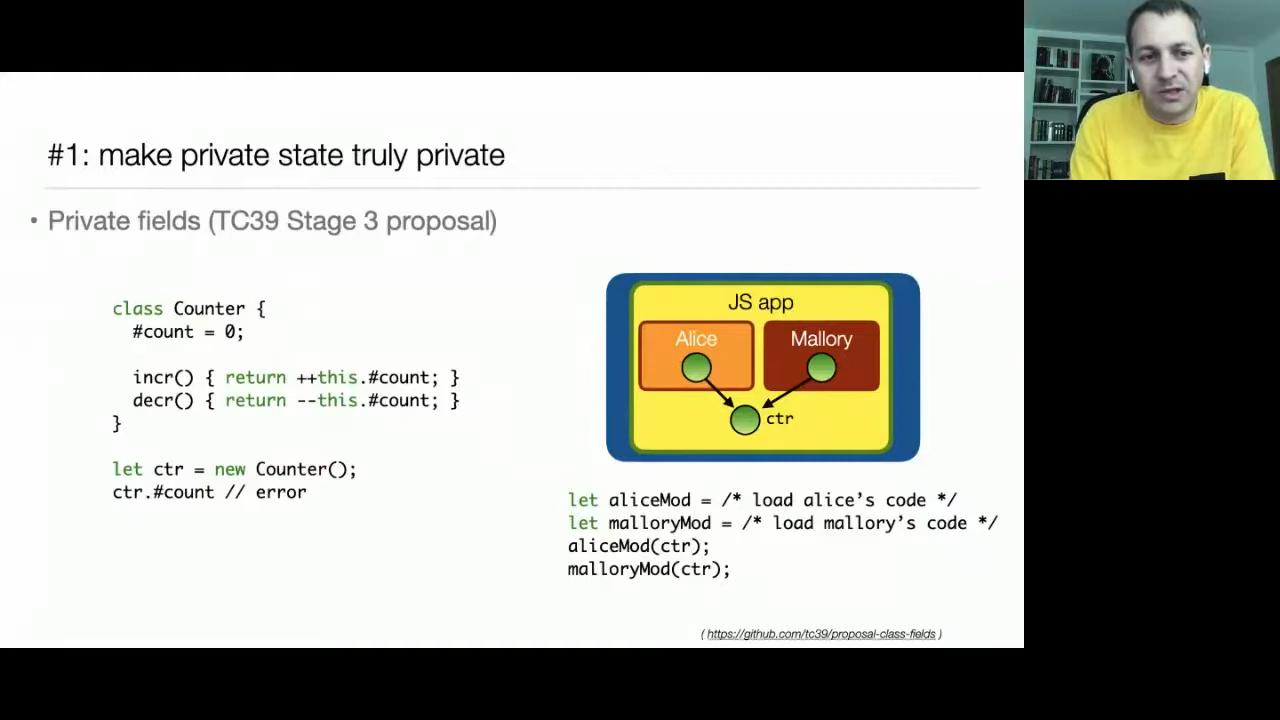 #1: make private state truly private
• Private fields (TC39 Stage 3 proposal)
class Counter {
#count = 0;
incr() { return ++this.#count; }
decr() { return --this.#count; }
}
let ctr = new Counter();
ctr.#count // error
JS app
Alice
Mallory
ctr
let aliceMod = /* load alice’s code */
let malloryMod = /* load mallory’s code */
aliceMod(ctr);
malloryMod(ctr);
( https://github.com/tc39/proposal-class-fields )